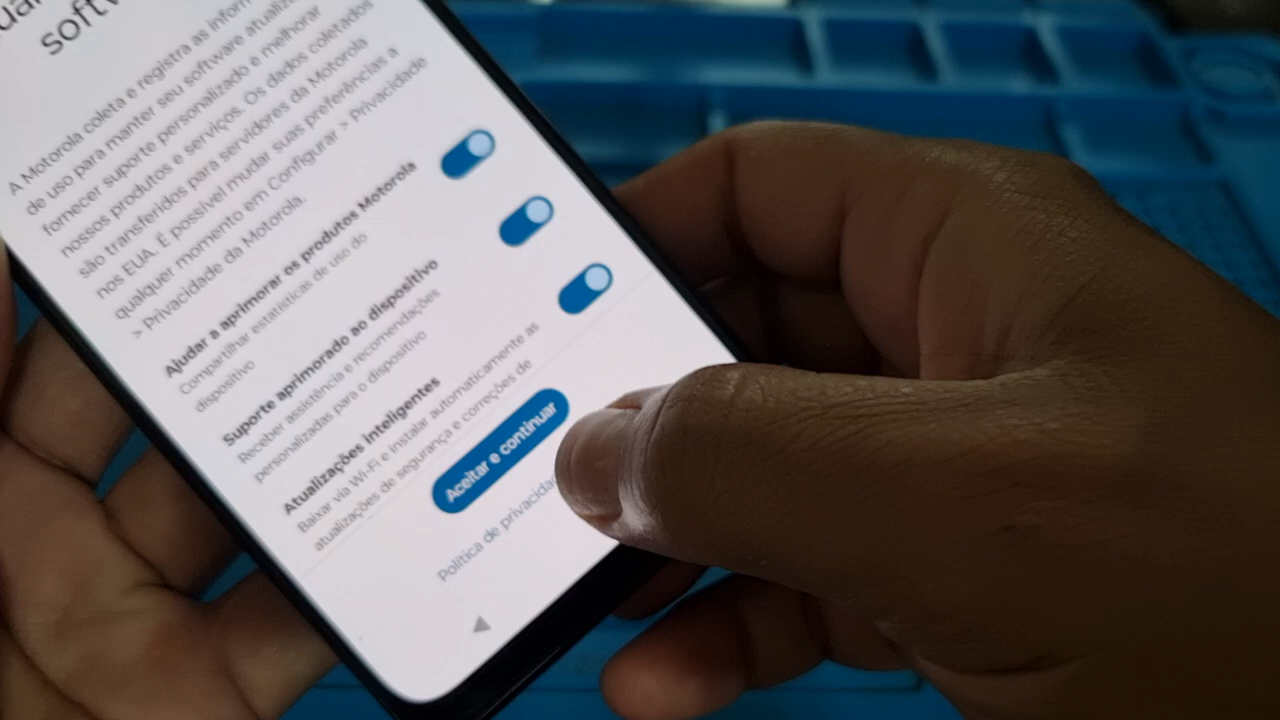 softw
A Motorola coleta e registra as inform
de uso para manter seu software atualiz
fornecer suporte personalizado e melhorar
nossos produtos e serviços. Os dados coletados
são transferidos para servidores da Motorola
nos EUA. É possível mudar suas preferências a
qualquer momento em Configurar > Privacidade
> Privacidade da Motorola.
Ajudar a aprimorar os produtos Motorola
Compartilhar estatísticas de uso do
dispositivo
Suporte aprimorado ao dispositivo
Receber assistência e recomendações
personalizadas para o dispositivo
Atualizações inteligentes
Baixar via Wi-Fi e instalar automaticamente as
atualizações de segurança e correções de
Aceitar e continuar
Política de privacidad